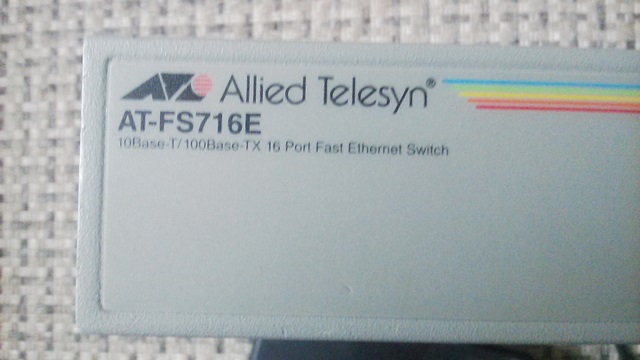 Allied Telesyn®
AT-FS716E
10Base-T/100Base-TX 16 Port Fast Ethernet Switch